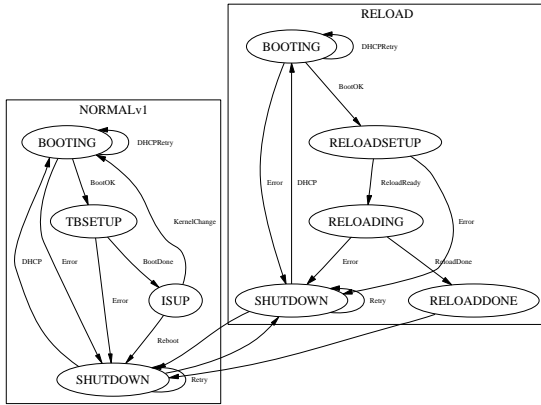 RELOAD
BOOTING
DHCPRetry
BootOK
NORMALv1
BOOTING
DHCPRetry
RELOADSETUP
BootOK
Error
DHCP
ReloadReady
TBSETUP
KernelChange
RELOADING
Error
DHCP
Error
BootDone
Error
ReloadDone
ISUP
SHUTDOWN
Retry
RELOADDONE
Error
Reboot
SHUTDOWN
Retry